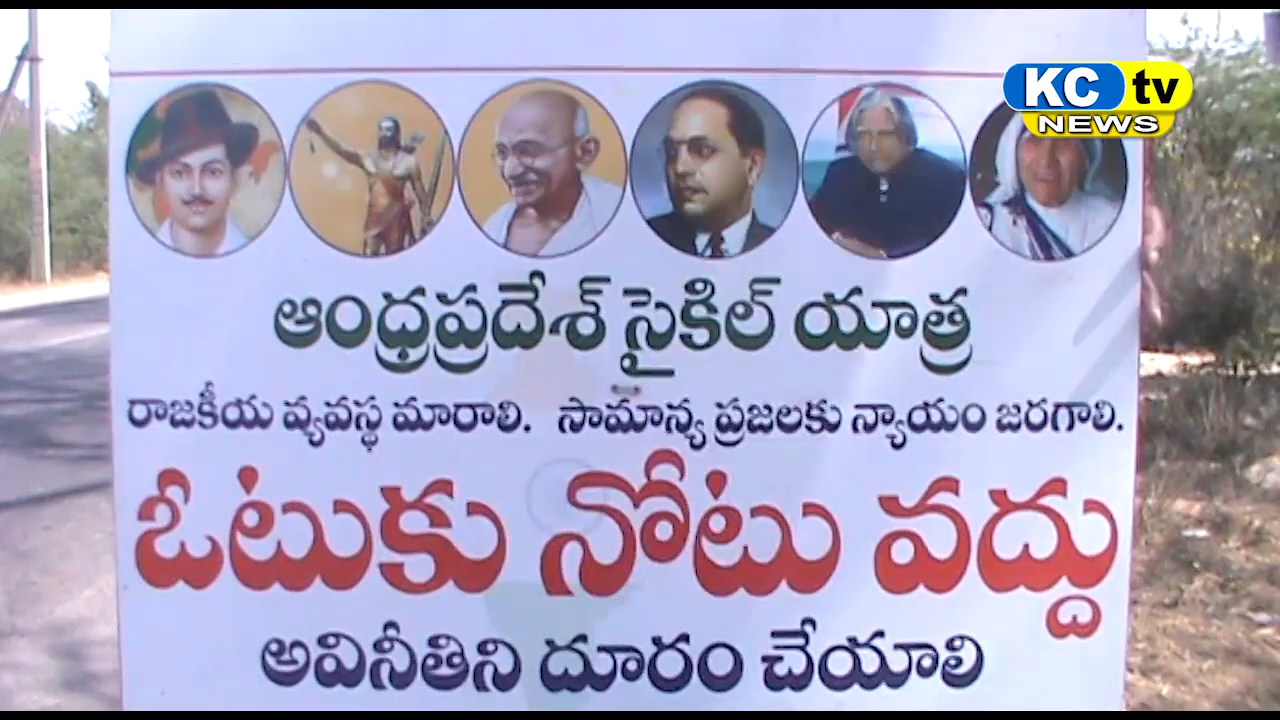 KC tv
NEWS
ఆంధ్రప్రదేశ్ సైకిల్ యాత్ర
రాజకీయ వ్యవస్థ మారాలి. సామాన్య ప్రజలకు న్యాయం జరగాలి.
ఓటుకు నోటు వద్దు
అవినీతిని దూరం చేయాలి